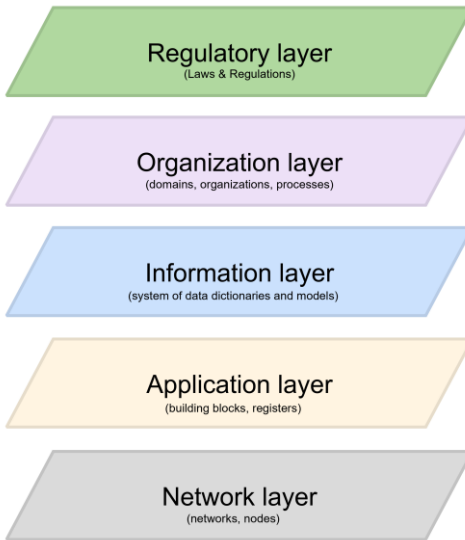 Regulatory layer
(Laws & Regulations)
Organization layer
(domains, organizations, processes)
Information layer
(system of data dictionaries and models)
Application layer
(building blocks, registers)
Network layer
(networks, nodes)